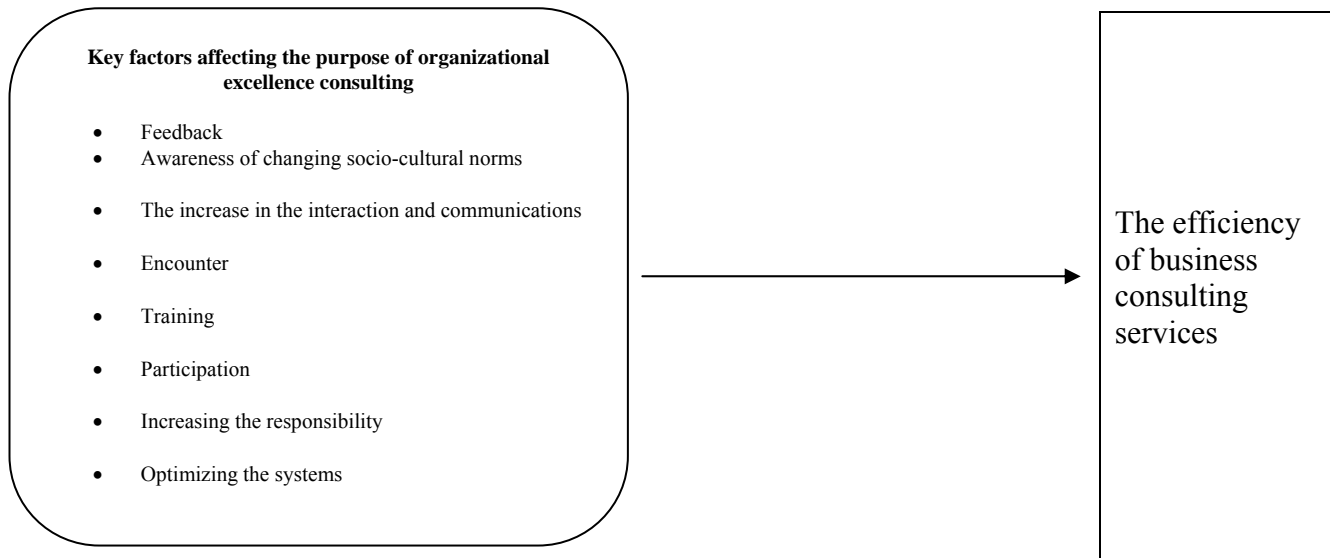 Key factors affecting the purpose of organizational
excellence consulting
• Feedback
• Awareness of changing socio-cultural norms
• The increase in the interaction and communications
• Encounter
• Training
• Participation
• Increasing the responsibility
• Optimizing the systems
The efficiency
of business
consulting
services